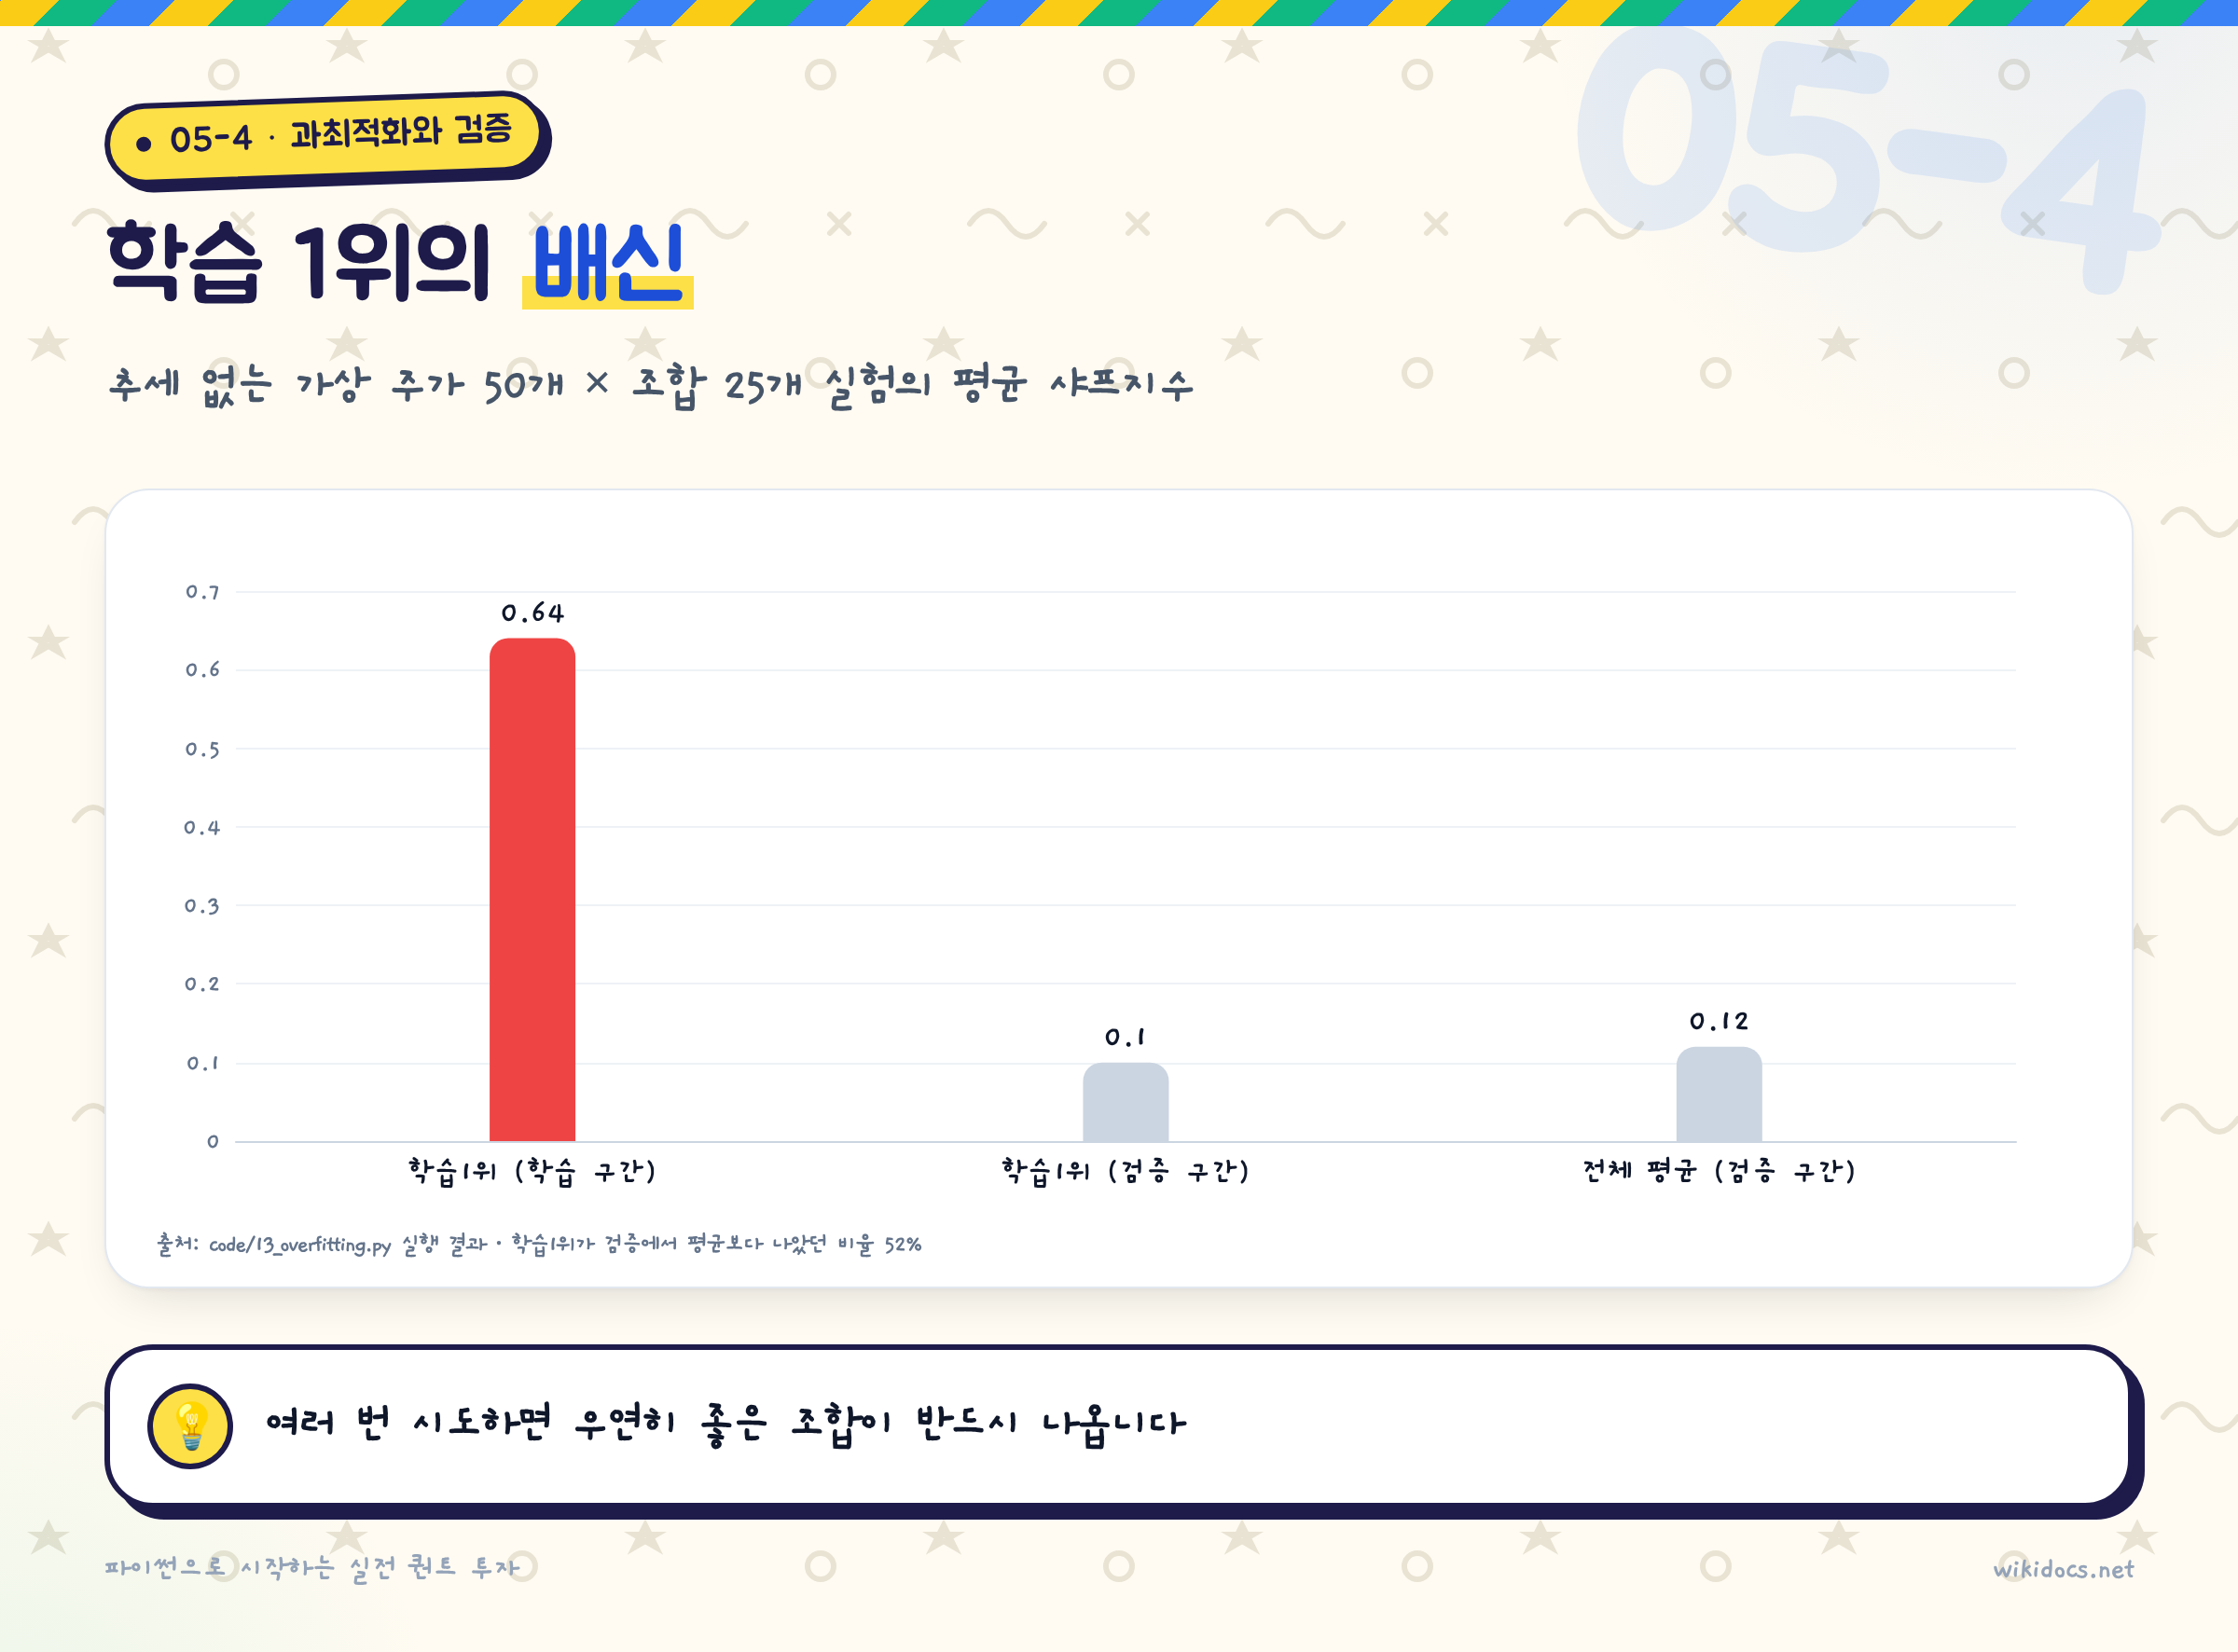 05-4
05-4 · 과최적화와 검증
학습 1위의 배신
추세 없는 가상 주가 50개 × 조합 25개 실험의 평균 샤프지수
0.7
0.6
0.5
0.4
0.3
0.2
0.1
0
0.64
0.1
0.12
학습1위 (학습 구간)
학습1위 (검증 구간)
전체 평균 (검증 구간)
출처: code/13_overfitting.py 실행 결과 · 학습1위가 검증에서 평균보다 나았던 비율 52%
여러 번 시도하면 우연히 좋은 조합이 반드시 나옵니다
파이썬으로 시작하는 실전 퀀트 투자
wikidocs.net